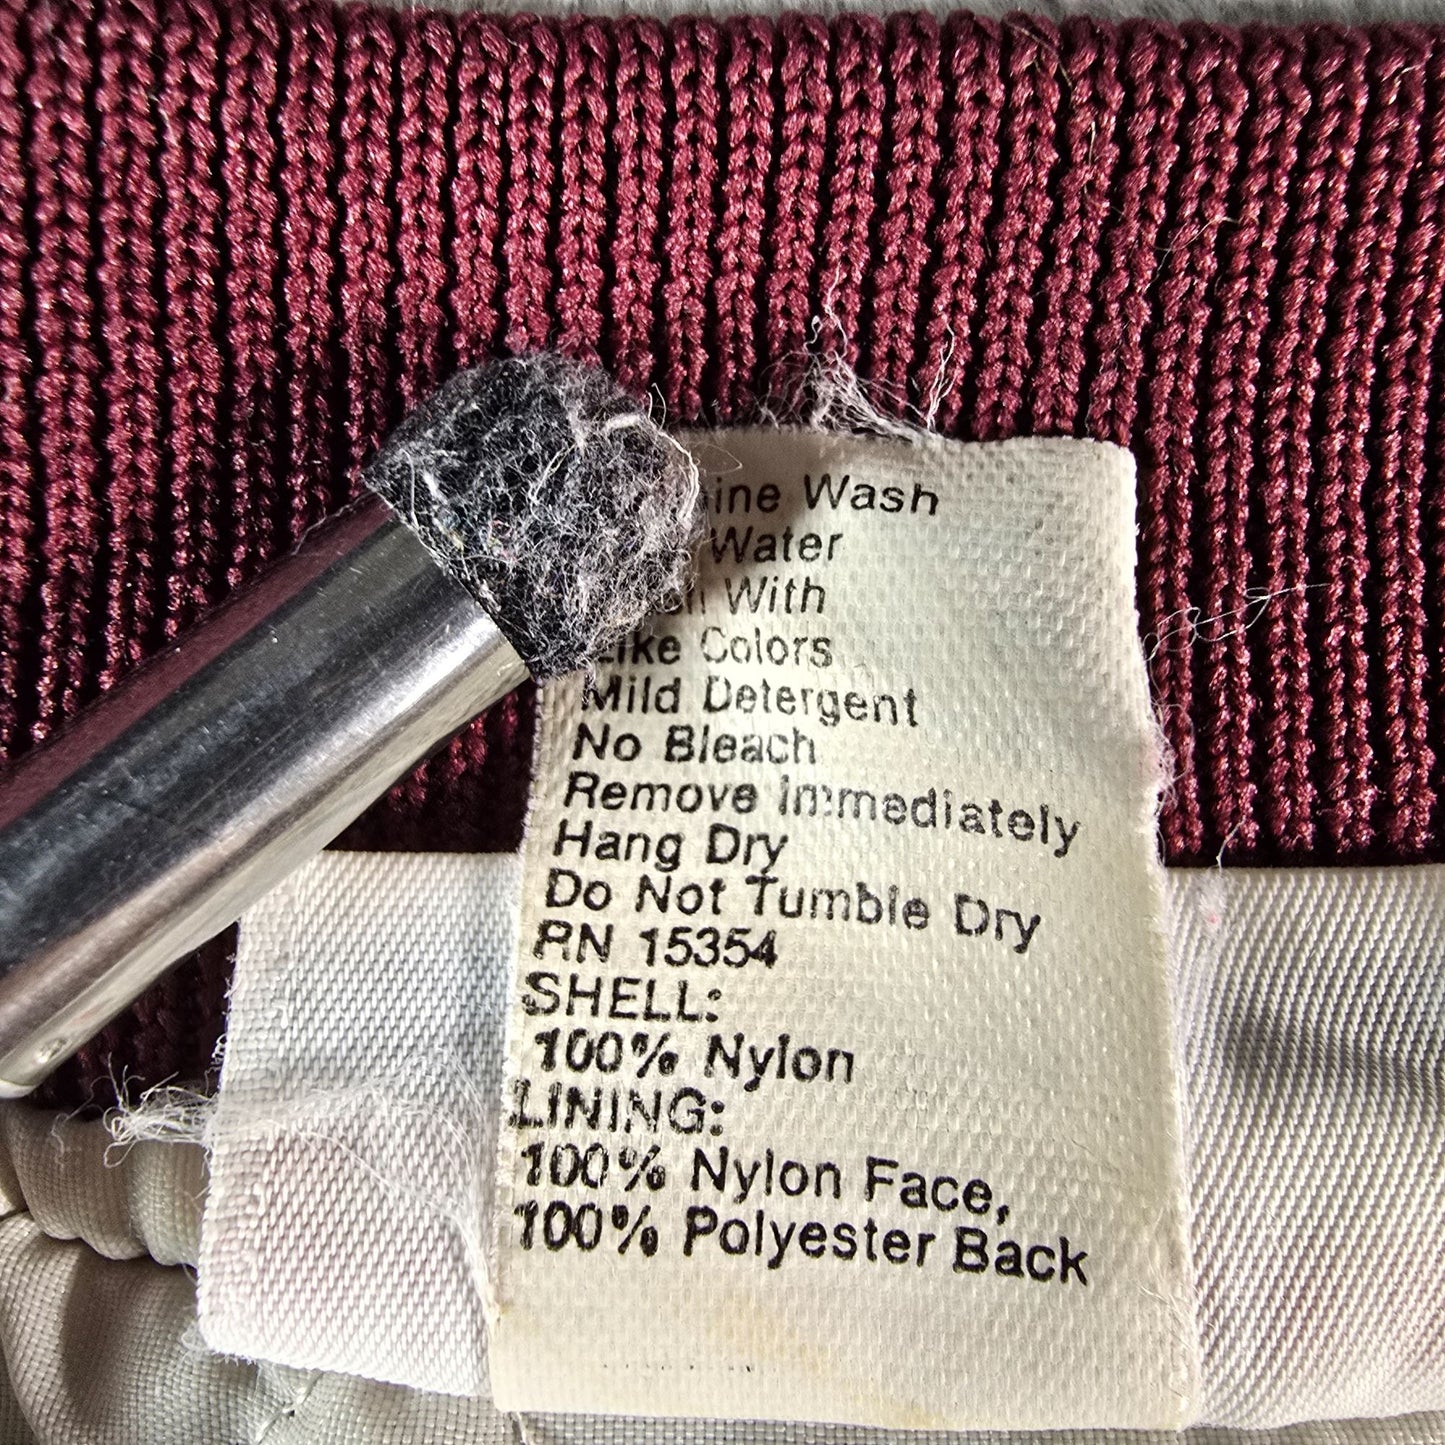 ine Wash
Water
With
Like Colors
Mild Detergent
No Bleach
Remove Immediately
Hang Dry
Do Not Tumble Dry
RN 15354
SHELL:
100% Nylon
LINING:
100% Nylon Face,
100% Polyester Back